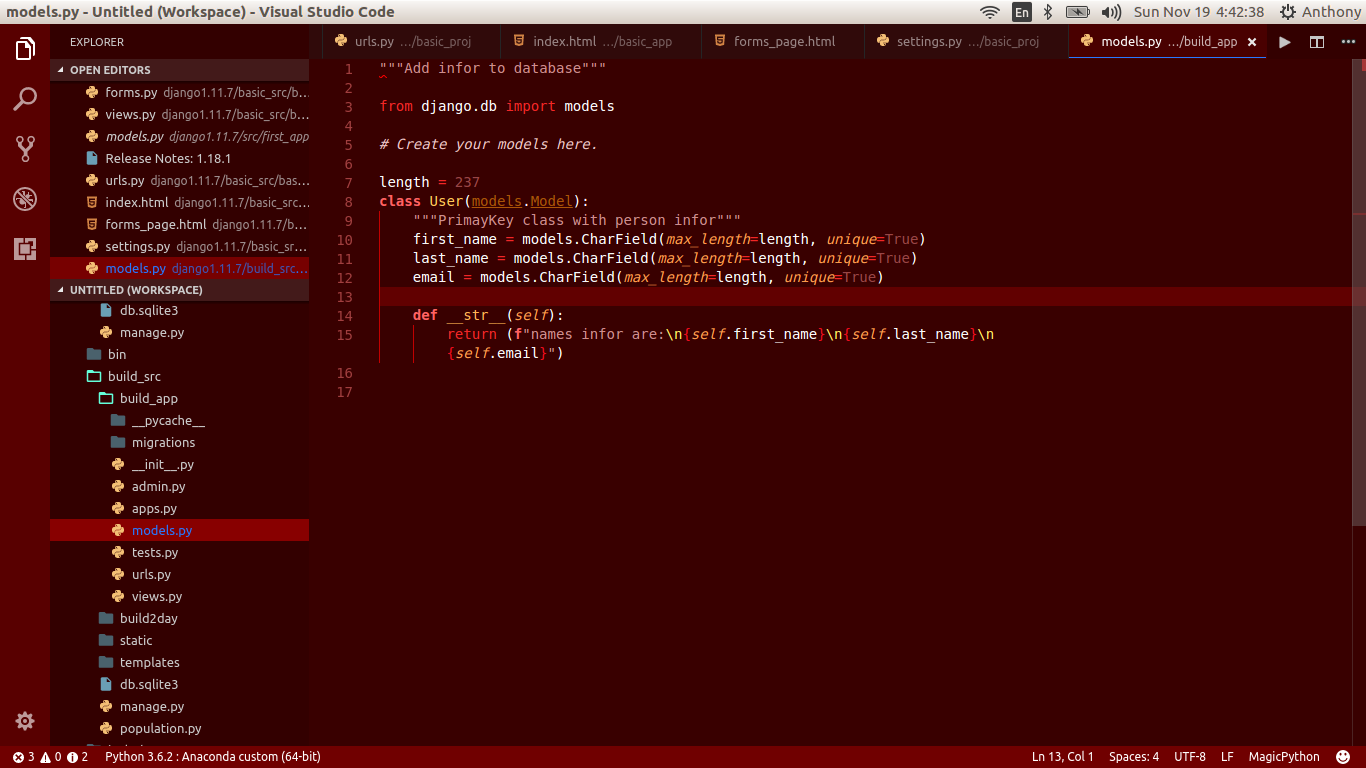 models.py - Untitled (Workspace) - Visual Studio Code
En
Sun Nov 19 4:42:38
Anthony
EXPLORER
OPEN EDITORS
forms.py django1.11.7/basic_src/b...
views.py django1.11.7/basic_src/b...
models.py django1.11.7/src/first_app
Release Notes: 1.18.1
urls.py django1.11.7/basic_src/bas...
index.html django1.11.7/basic_src...
forms_page.html django1.11.7/b...
settings.py django1.11.7/basic_sr...
models.py django1.11.7/build_src...
UNTITLED (WORKSPACE)
db.sqlite3
manage.py
bin
build_src
build_app
__pycache__
migrations
__init__.py
admin.py
apps.py
models.py
tests.py
urls.py
views.py
build2day
static
templates
db.sqlite3
manage.py
population.py
urls.py .../basic_proj
index.html .../basic_app
forms_page.html
settings.py .../basic_proj
models.py .../build_app
1 """Add infor to database"""
2
3 from django.db import models
4
5 # Create your models here.
6
7 length = 237
8 class User(models.Model):
9 """PrimayKey class with person infor"""
10 first_name = models.CharField(max_length=length, unique=True)
11 last_name = models.CharField(max_length=length, unique=True)
12 email = models.CharField(max_length=length, unique=True)
13
14 def __str__(self):
15 return (f"names infor are:\n{self.first_name}\n{self.last_name}\n
{self.email}")
16
17
3 0 2 Python 3.6.2 : Anaconda custom (64-bit)
Ln 13, Col 1 Spaces: 4 UTF-8 LF MagicPython